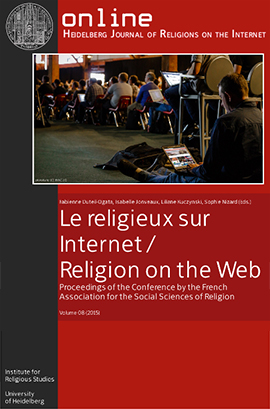 online
HEIDELBERG JOURNAL OF RELIGIONS ON THE INTERNET
Fabienne Duteil-Ogata, Isabelle Jonveaux, Liliane Kuczynski, Sophie Nizard (Eds.)
Le religieux sur
Internet /
Religion on the Web
Proceedings of the Conference by the French
Association for the Social Sciences of Religion
Volume 08 (2015)
Institute for
Religious Studies
University
of Heidelberg